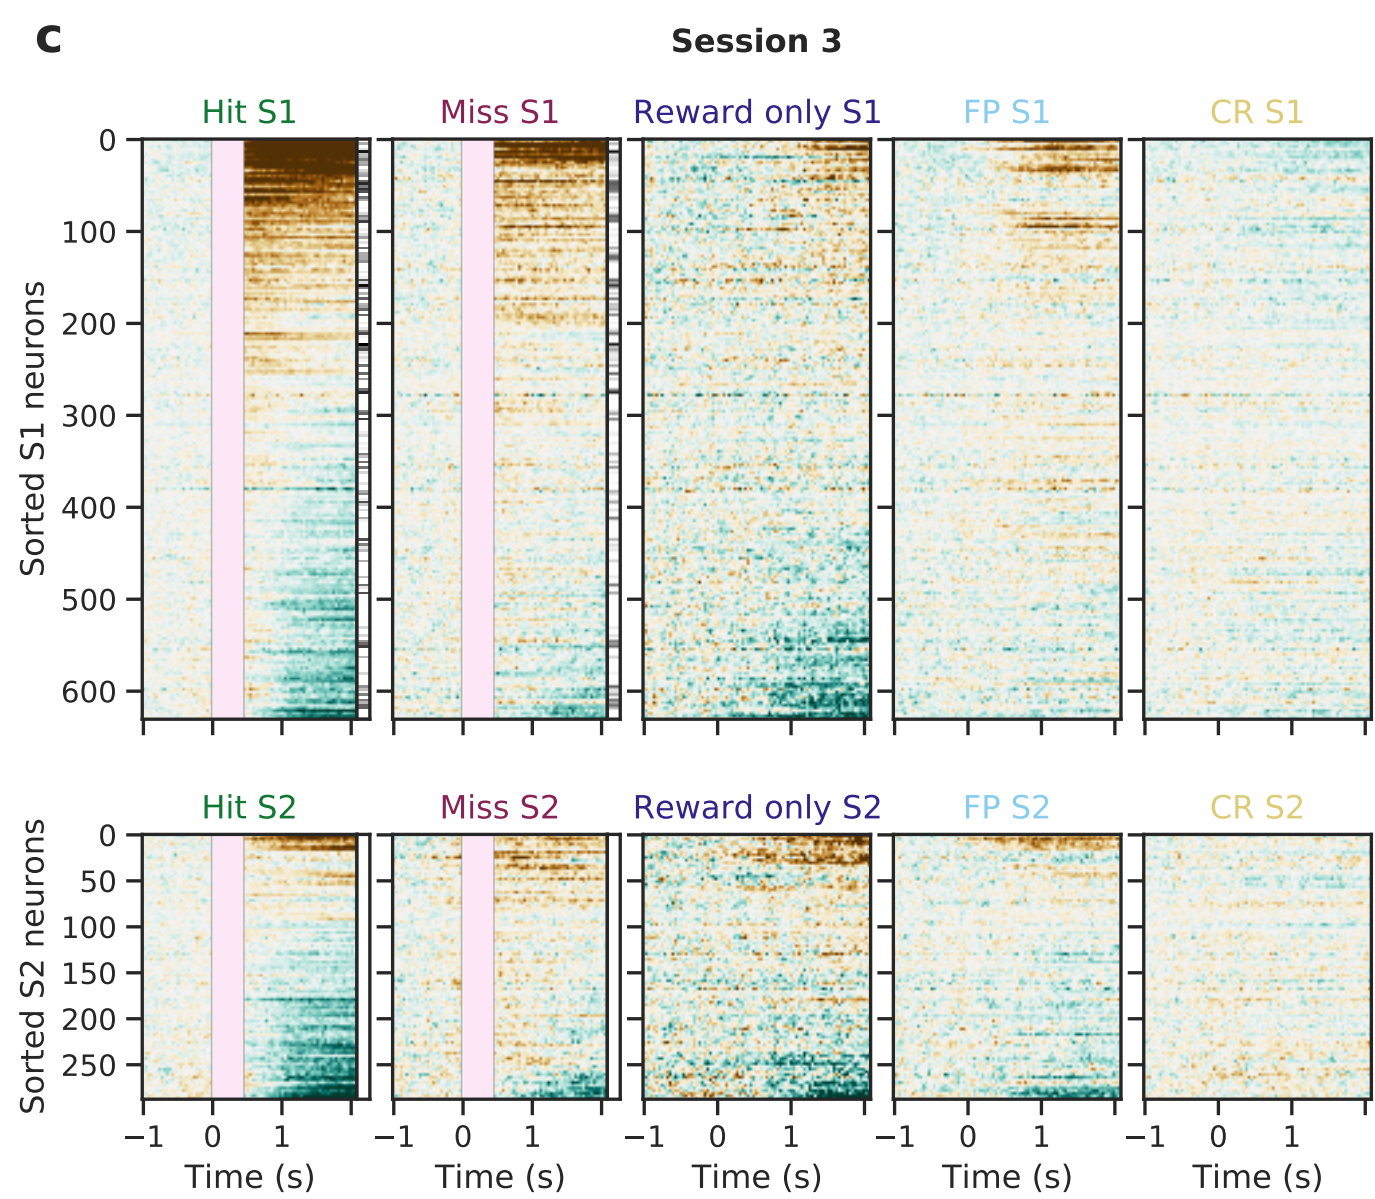 c
Session 3
Hit S1 Miss S1 Reward only S1 FP S1 CR S1
Sorted S1 neurons
0
100
200
300
400
500
600
Hit S2 Miss S2 Reward only S2 FP S2 CR S2
Sorted S2 neurons
0
50
100
150
200
250
−1 0 1 −1 0 1 −1 0 1 −1 0 1 −1 0 1
Time (s) Time (s) Time (s) Time (s) Time (s)